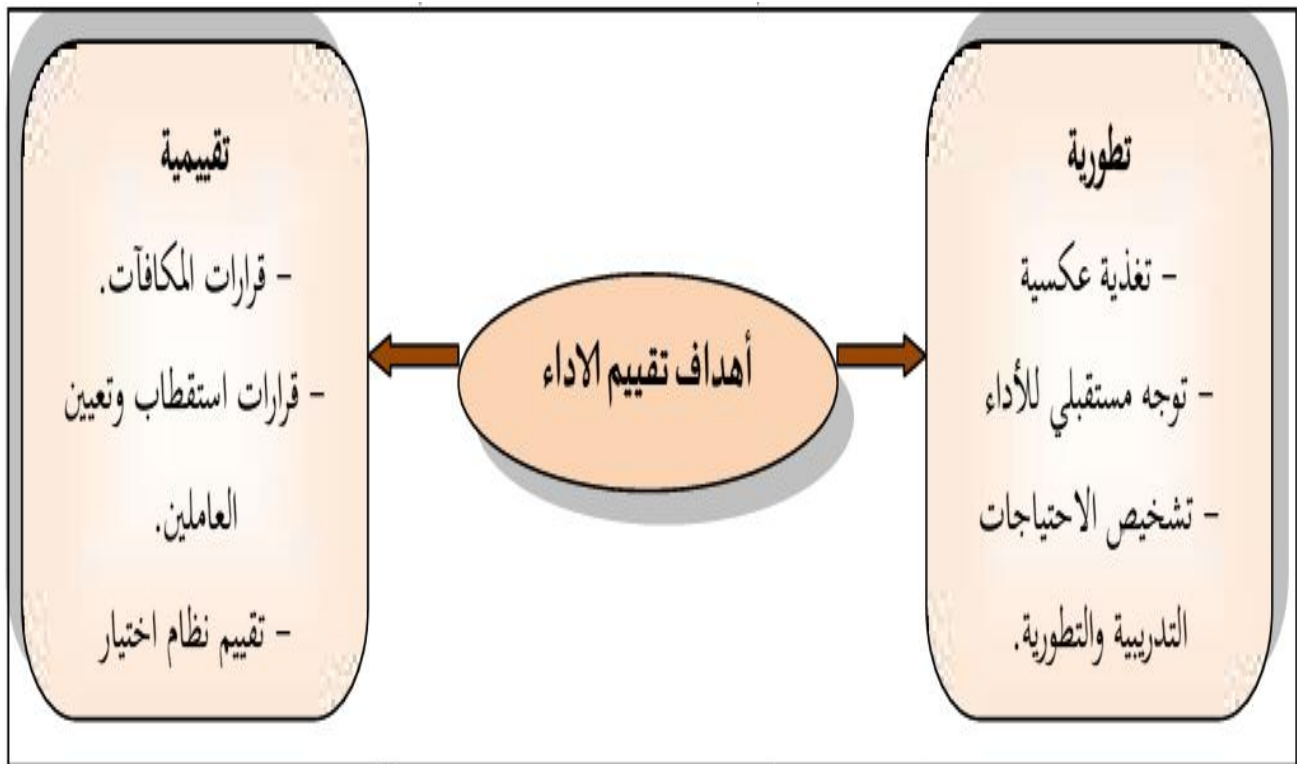 تطورية
- تغذية عكسية
- توجه مستقبلي للأداء
- تشخيص الاحتياجات
التدريبية والتطورية.
أهداف تقييم الاداء
تقييمية
- قرارات المكافآت.
- قرارات استقطاب وتعيين
العاملين.
- تقييم نظام اختيار